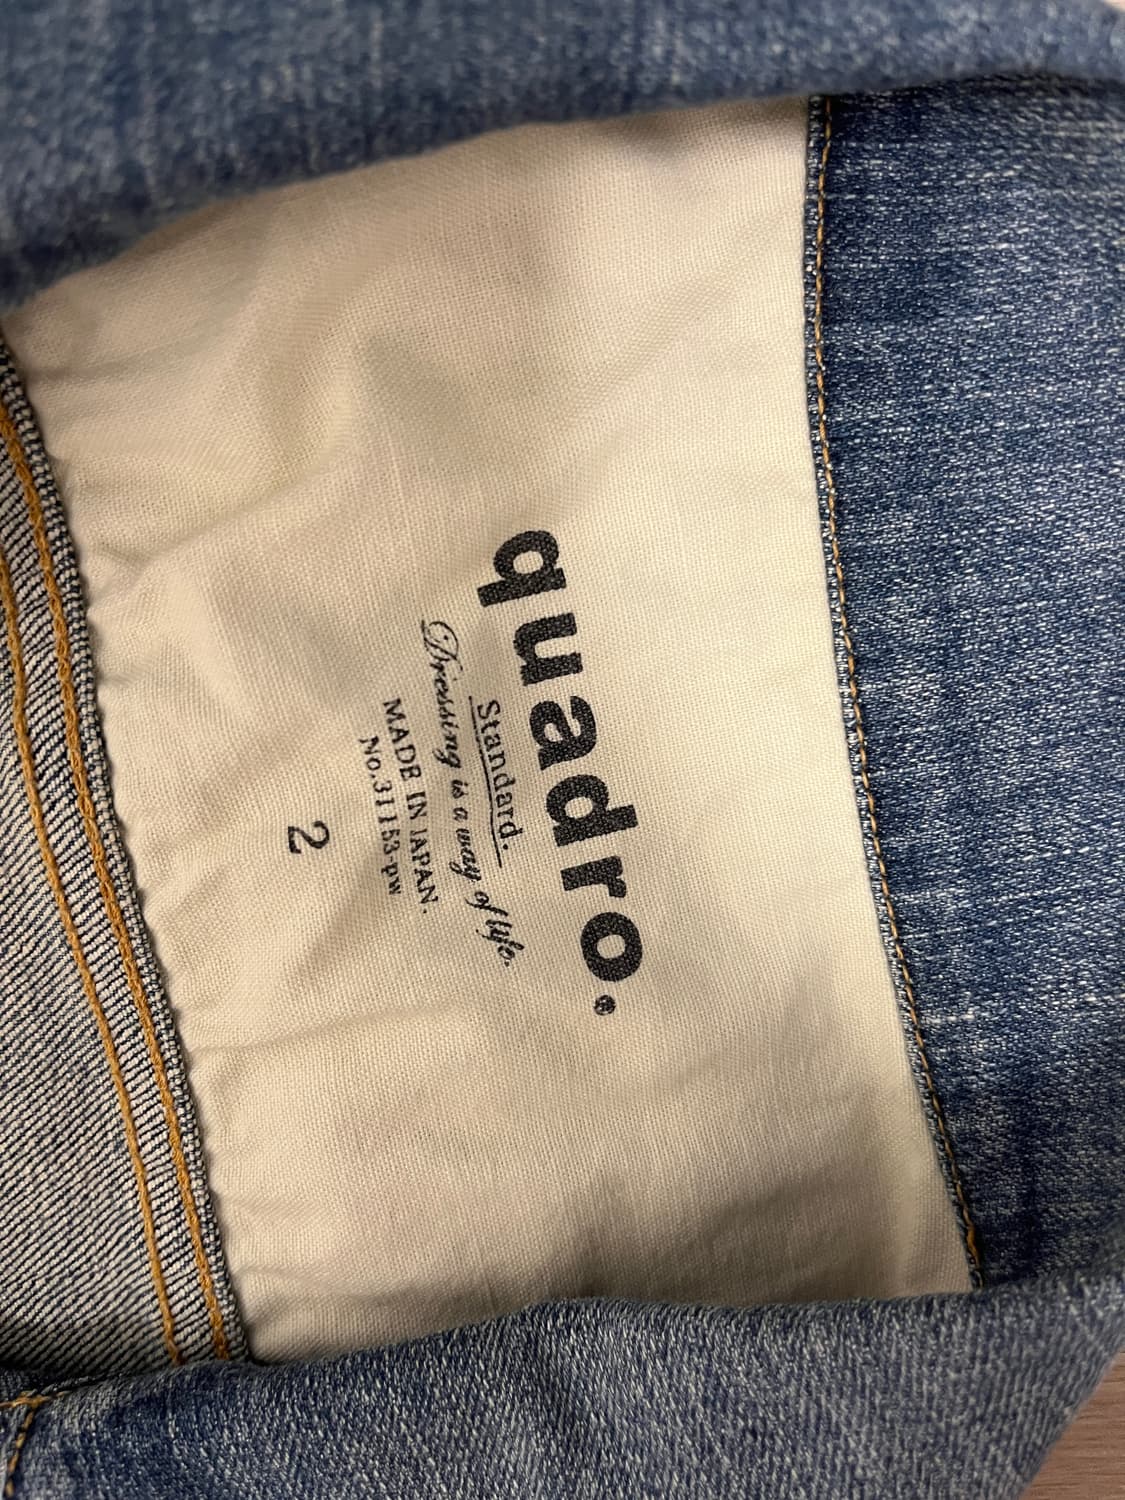 quadro.
Standard.
Dressing is a way of life.
MADE IN JAPAN.
No.31153-pw
2